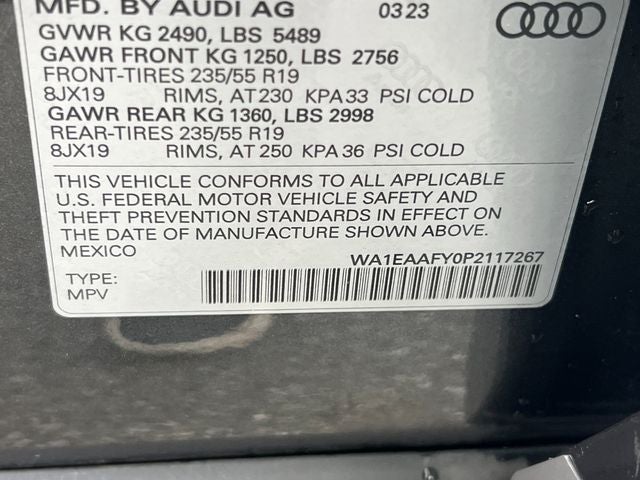 MFD. BY AUDI AG 03 23
GVWR KG 2490, LBS 5489
GAWR FRONT KG 1250, LBS 2756
FRONT-TIRES 235/55 R19
8JX19 RIMS, AT 230 KPA 33 PSI COLD
GAWR REAR KG 1360, LBS 2998
REAR-TIRES 235/55 R19
8JX19 RIMS, AT 250 KPA 36 PSI COLD
THIS VEHICLE CONFORMS TO ALL APPLICABLE
U.S. FEDERAL MOTOR VEHICLE SAFETY AND
THEFT PREVENTION STANDARDS IN EFFECT ON
THE DATE OF MANUFACTURE SHOWN ABOVE.
MEXICO
WA1EAAFY0P2117267
TYPE:
MPV